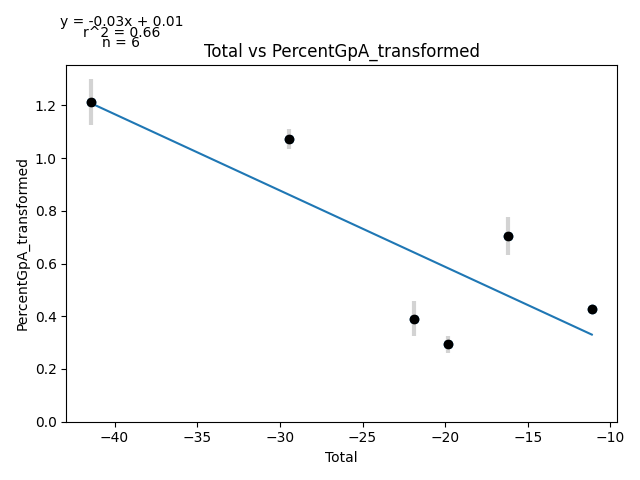 y = -0.03x + 0.01
r^2 = 0.66
n = 6
Total vs PercentGpA_transformed
1.2
1.0
0.8
0.6
0.4
0.2
0.0
PercentGpA_transformed
−40 −35 −30 −25 −20 −15 −10
Total